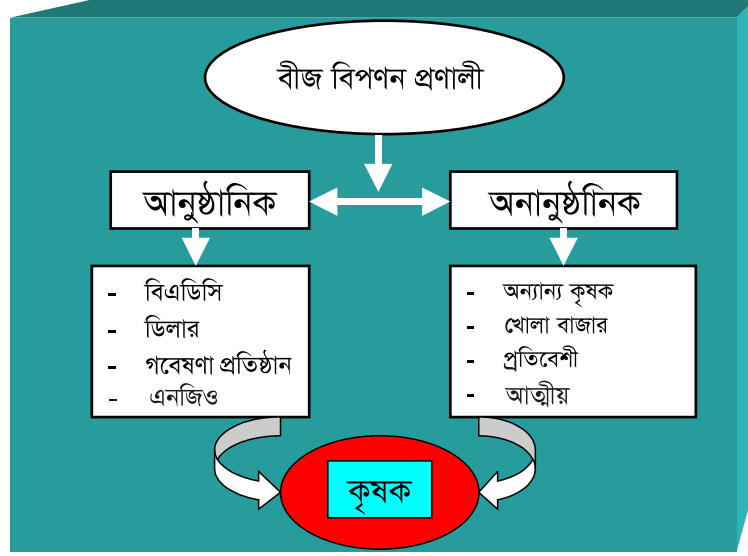 বীজ বিপণন প্রণালী
আনুষ্ঠানিক
অনানুষ্ঠানিক
- বিএডিসি
- ডিলার
- গবেষণা প্রতিষ্ঠান
- এনজিও
- অন্যান্য কৃষক
- খোলা বাজার
- প্রতিবেশী
- আত্মীয়
কৃষক